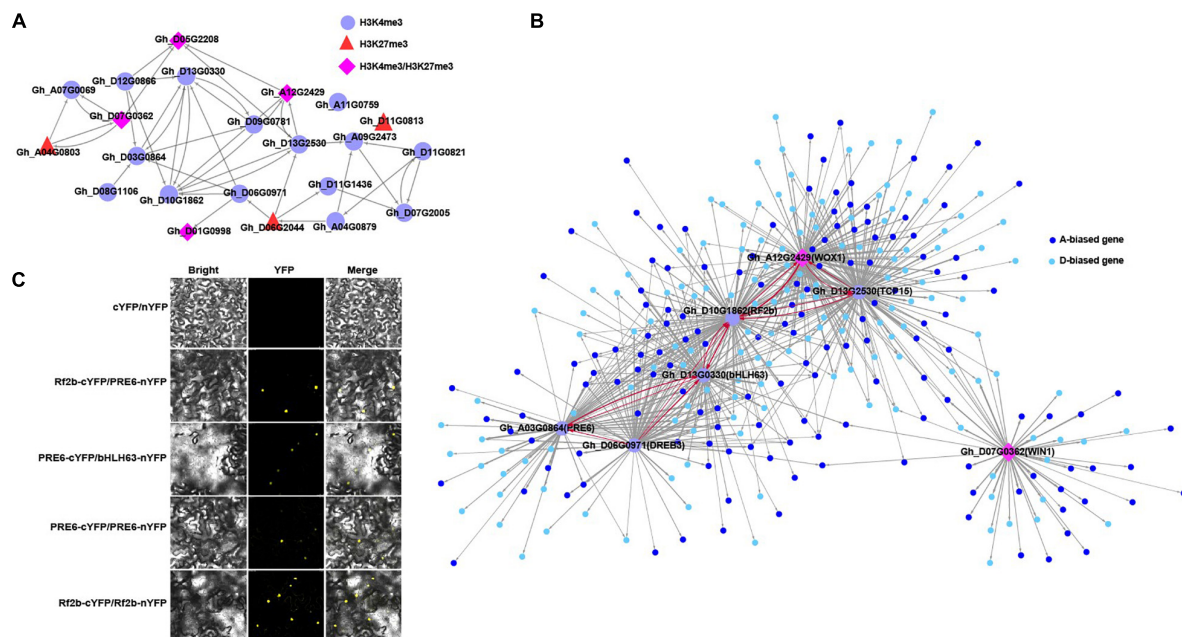 A
H3K4me3
H3K27me3
H3K4me3/H3K27me3
Gh_D05G2208
Gh_D12G0866
Gh_D13G0330
Gh_A07G0069
Gh_A12G2429
Gh_A11G0759
Gh_D07G0362
Gh_D09G0781
Gh_D11G0813
Gh_A04G0803
Gh_D03G0864
Gh_D13G2530
Gh_A09G2473
Gh_D11G0821
Gh_D08G1106
Gh_D10G1862
Gh_D06G0971
Gh_D11G1436
Gh_D07G2005
Gh_D01G0998
Gh_D06G2044
Gh_A04G0879
B
A-biased gene
D-biased gene
Gh_A12G2429(WOX1)
Gh_D13G2530(TCP15)
Gh_D10G1862(RF2b)
Gh_D13G0330(bHLH63)
Gh_A03G0864(PRE6)
Gh_D06G0971(DREB3)
Gh_D07G0362(WIN1)
C
Bright YFP Merge
cYFP/nYFP
Rf2b-cYFP/PRE6-nYFP
PRE6-cYFP/bHLH63-nYFP
PRE6-cYFP/PRE6-nYFP
Rf2b-cYFP/Rf2b-nYFP